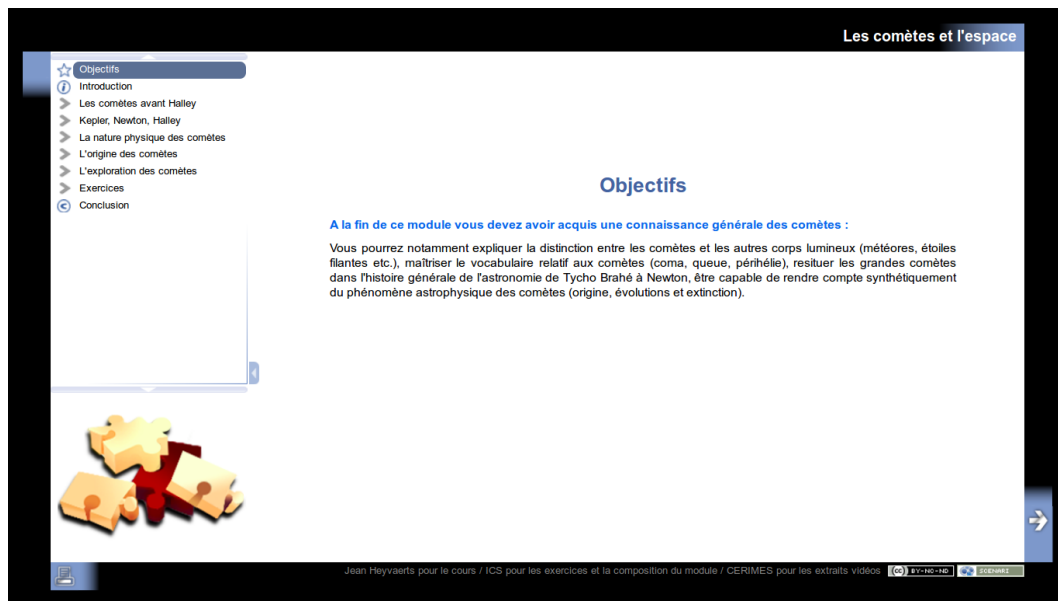 Les comètes et l'espace
Objectifs
Introduction
Les comètes avant Halley
Kepler, Newton, Halley
La nature physique des comètes
L'origine des comètes
L'exploration des comètes
Exercices
Conclusion
Objectifs
A la fin de ce module vous devez avoir acquis une connaissance générale des comètes :
Vous pourrez notamment expliquer la distinction entre les comètes et les autres corps lumineux (météores, étoiles
filantes etc.), maîtriser le vocabulaire relatif aux comètes (coma, queue, périhélie), resituer les grandes comètes
dans l'histoire générale de l'astronomie de Tycho Brahé à Newton, être capable de rendre compte synthétiquement
du phénomène astrophysique des comètes (origine, évolutions et extinction).
Jean Heyvaerts pour le cours / ICS pour les exercices et la composition du module / CERIMES pour les extraits vidéos
(cc) BY-NC-ND
SCENARI